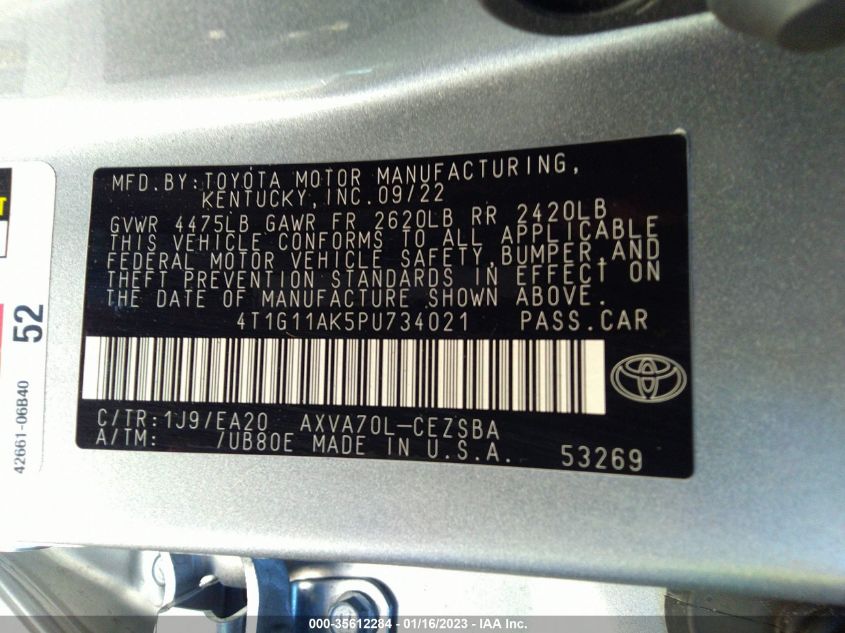 MFD.BY:TOYOTA MOTOR MANUFACTURING,
KENTUCKY,INC.09/22
GVWR 4475LB GAWR FR 2620LB RR 2420LB
THIS VEHICLE CONFORMS TO ALL APPLICABLE
FEDERAL MOTOR VEHICLE SAFETY,BUMPER,AND
THEFT PREVENTION STANDARDS IN EFFECT ON
THE DATE OF MANUFACTURE SHOWN ABOVE.
4T1G11AK5PU734021 PASS.CAR
C/TR:1J9/EA20 AXVA70L-CEZSBA
A/TM: /UB80E MADE IN U.S.A. 53269
52
42661-06B40
000-35612284 - 01/16/2023 - IAA Inc.